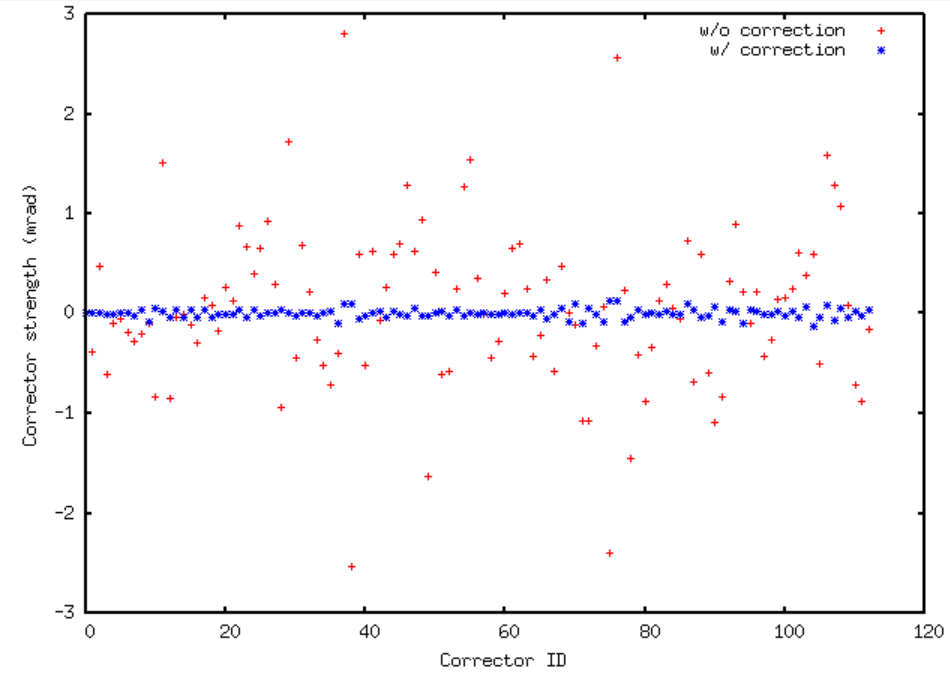 3
w/o correction
w/ correction
2
1
0
-1
-2
-3
Corrector strength (mrad)
0 20 40 60 80 100 120
Corrector ID